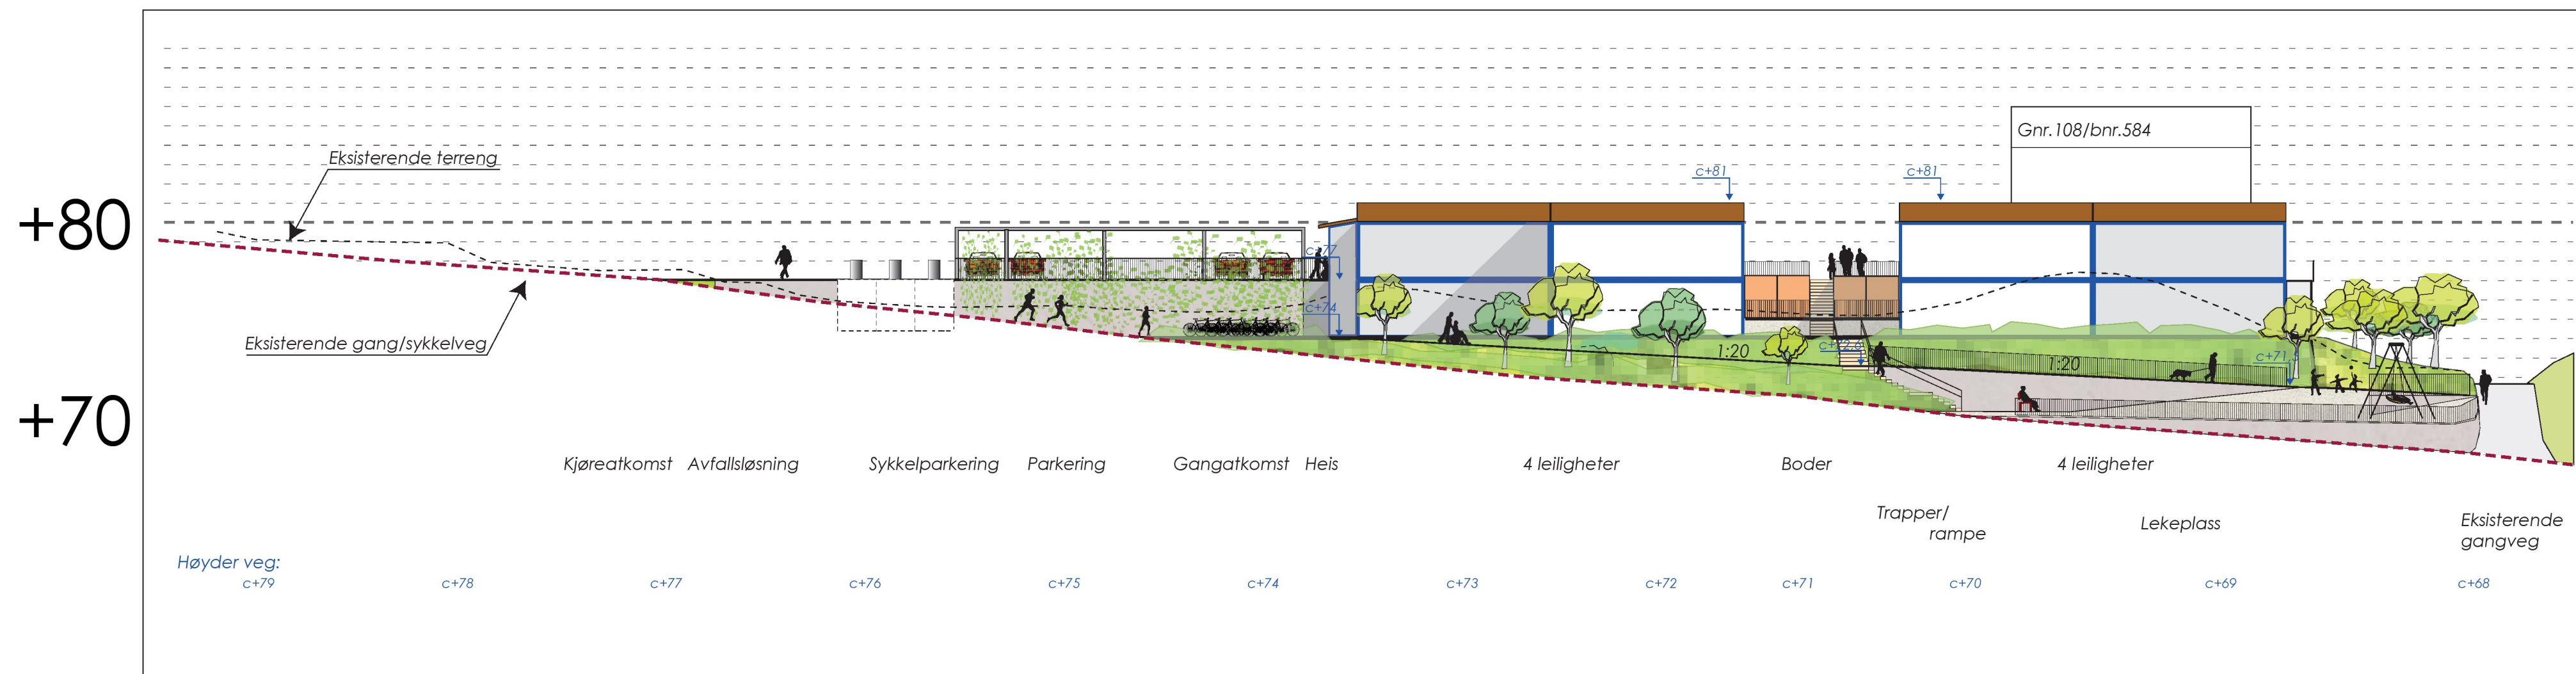 Gnr.108/bnr.584
Eksisterende terreng
c+81
c+81
+80
c+77
c+74
Eksisterende gang/sykkelveg
1:20
1:20
+70
Kjøreatkomst
Avfallsløsning
Sykkelparkering
Parkering
Gangatkomst
Heis
4 leiligheter
Boder
4 leiligheter
Trapper/
rampe
Lekeplass
Eksisterende
gangveg
Høyder veg:
c+79
c+78
c+77
c+76
c+75
c+74
c+73
c+72
c+71
c+70
c+69
c+68